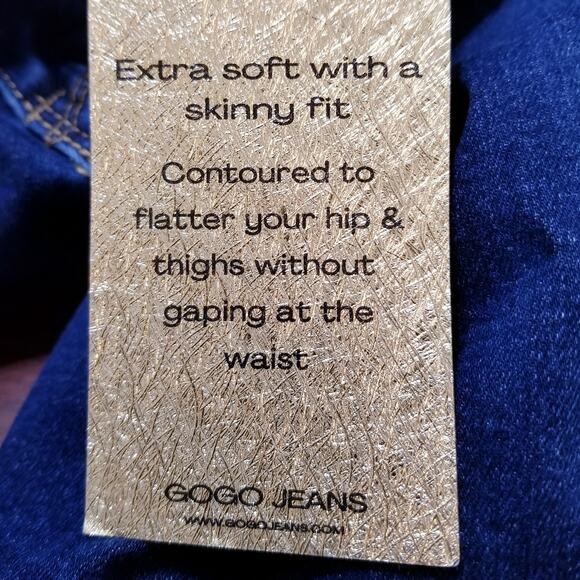 Extra soft with a
skinny fit
Contoured to
flatter your hip &
thighs without
gaping at the
waist
GOGO JEANS
WWW.GOGOJEANS.COM